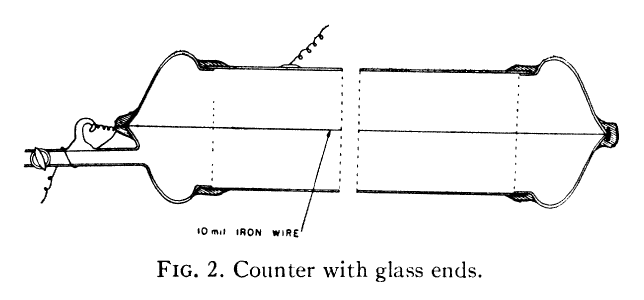 10 mil IRON WIRE
FIG. 2. Counter with glass ends.